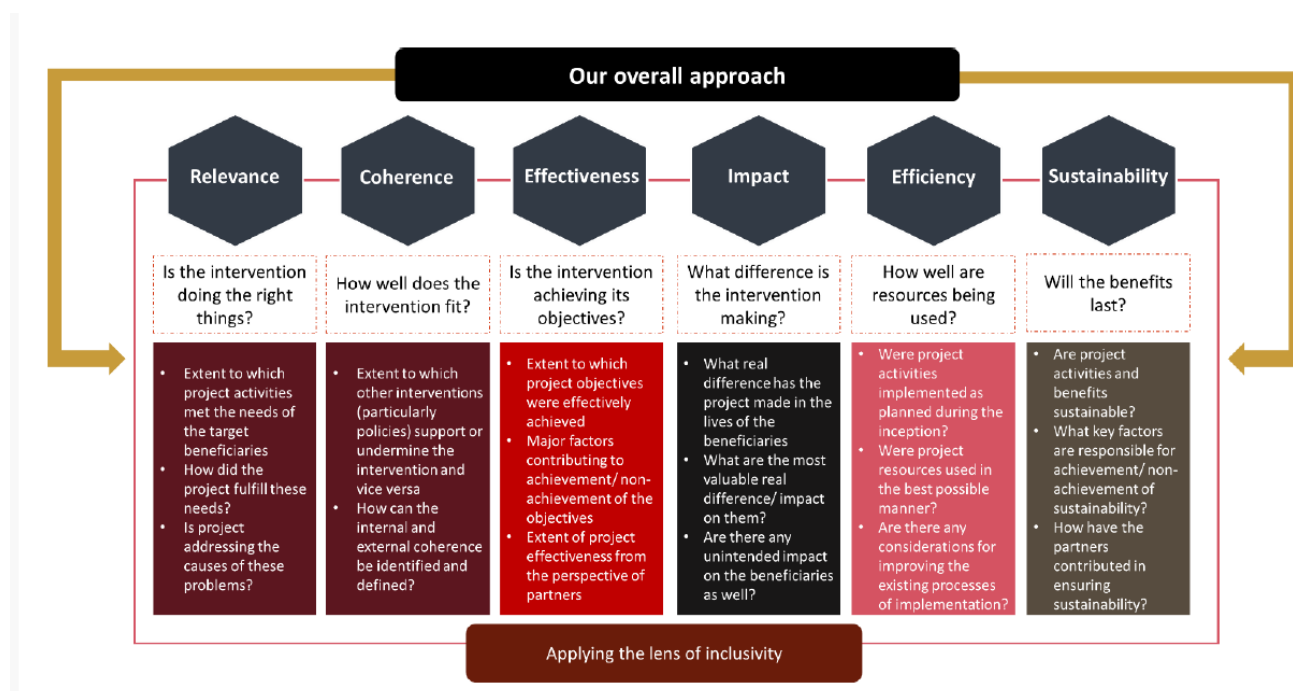 Our overall approach
Relevance
Coherence
Effectiveness
Impact
Efficiency
Sustainability
Is the intervention
doing the right
things?
How well does the
intervention fit?
Is the intervention
achieving its
objectives?
What difference is
the intervention
making?
How well are
resources being
used?
Will the benefits
last?
• Extent to which
project activities
met the needs of
the target
beneficiaries
• How did the
project fulfill these
needs?
• Is project
addressing the
causes of these
problems?
• Extent to which
other interventions
(particularly
policies) support or
undermine the
intervention and
vice versa
• How can the
internal and
external coherence
be identified and
defined?
• Extent to which
project objectives
were effectively
achieved
• Major factors
contributing to
achievement/ non-
achievement of the
objectives
• Extent of project
effectiveness from
the perspective of
partners
• What real
difference has the
project made in the
lives of the
beneficiaries
• What are the most
valuable real
difference/ impact
on them?
• Are there any
unintended impact
on the beneficiaries
as well?
• Were project
activities
implemented as
planned during the
inception?
• Were project
resources used in
the best possible
manner?
• Are there any
considerations for
improving the
existing processes
of implementation?
• Are project
activities and
benefits
sustainable?
• What key factors
are responsible for
achievement/ non-
achievement of
sustainability?
• How have the
partners
contributed in
ensuring
sustainability?
Applying the lens of inclusivity